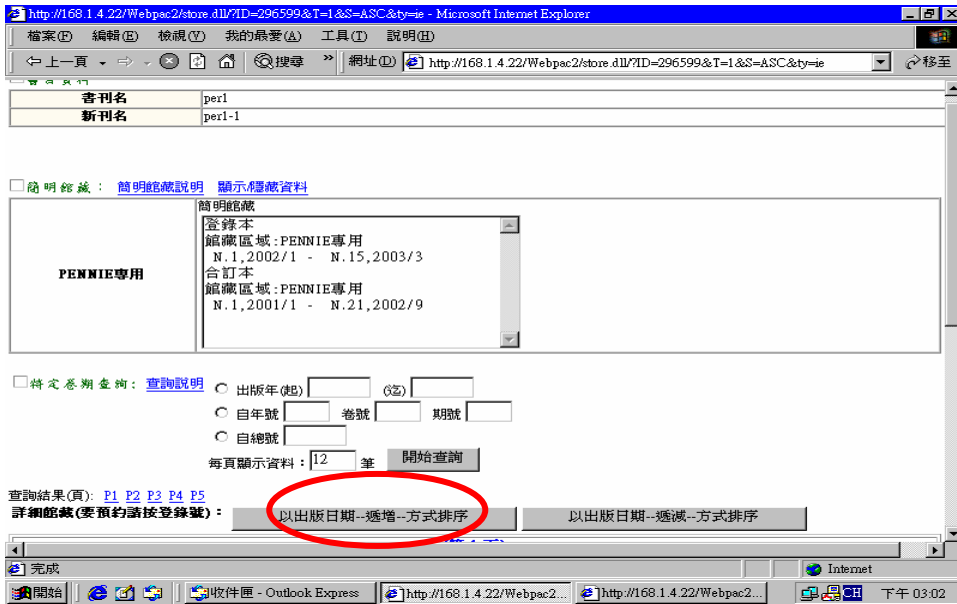 http://168.1.4.22/Webpac2/store.dll/?ID=296599&T=1&S=ASC&ty=ie - Microsoft Internet Explorer
檔案(F) 編輯(E) 檢視(V) 我的最愛(A) 工具(T) 說明(H)
上一頁 搜尋 » 網址(D) http://168.1.4.22/Webpac2/store.dll/?ID=296599&T=1&S=ASC&ty=ie 移至
書刊名 per1
新刊名 per1-1
簡明館藏： 簡明館藏說明 顯示/隱藏資料
簡明館藏
登錄本
館藏區域:PENNIE專用
N.1,2002/1 - N.15,2003/3
合訂本
館藏區域:PENNIE專用
N.1,2001/1 - N.21,2002/9
PENNIE專用
特定卷期查詢: 查詢說明 出版年(起) (迄)
自年號 卷號 期號
自總號
每頁顯示資料：12 筆 開始查詢
查詢結果(頁): P1 P2 P3 P4 P5
詳細館藏(要預約請按登錄號)： 以出版日期--遞增--方式排序 以出版日期--遞減--方式排序
完成 Internet
開始 收件匣 - Outlook Express http://168.1.4.22/Webpac2... http://168.1.4.22/Webpac2... CH 下午 03:02